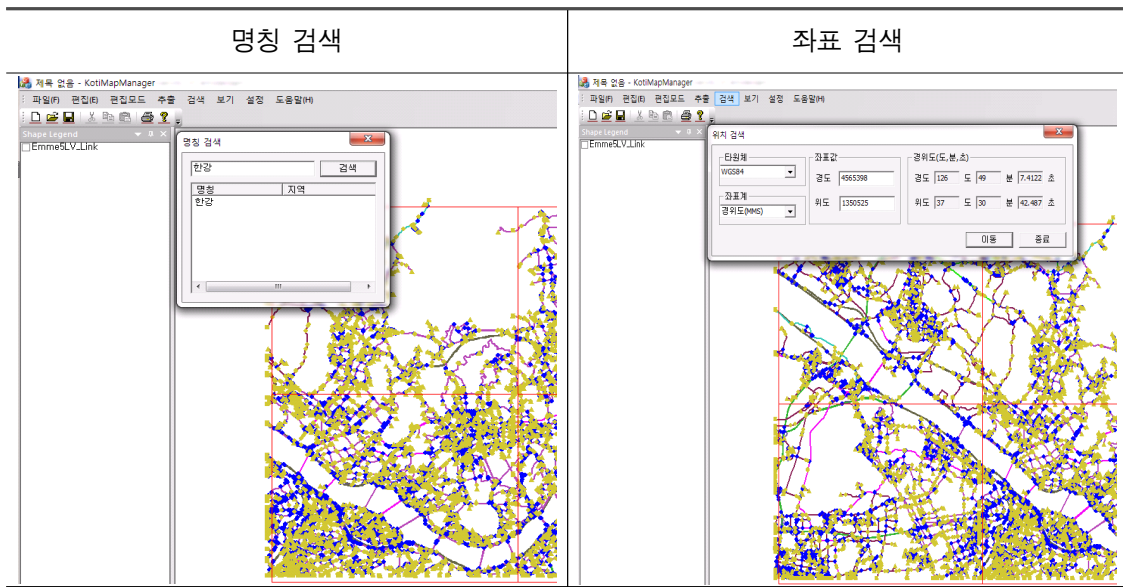 명칭 검색
좌표 검색
제목 없음 - KotiMapManager
파일(F) 편집(E) 편집모드 추출 검색 보기 설정 도움말(H)
Shape Legend
Emme5LV_Link
명칭 검색
한강
검색
명칭 지역
한강
제목 없음 - KotiMapManager
파일(F) 편집(E) 편집모드 추출 검색 보기 설정 도움말(H)
Shape Legend
Emme5LV_Link
위치 검색
타원체
WGS84
좌표계
경위도(MMS)
좌표값
경도 4565398
위도 1350525
경위도(도,분,초)
경도 126 도 49 분 7.4122 초
위도 37 도 30 분 42.487 초
이동 종료